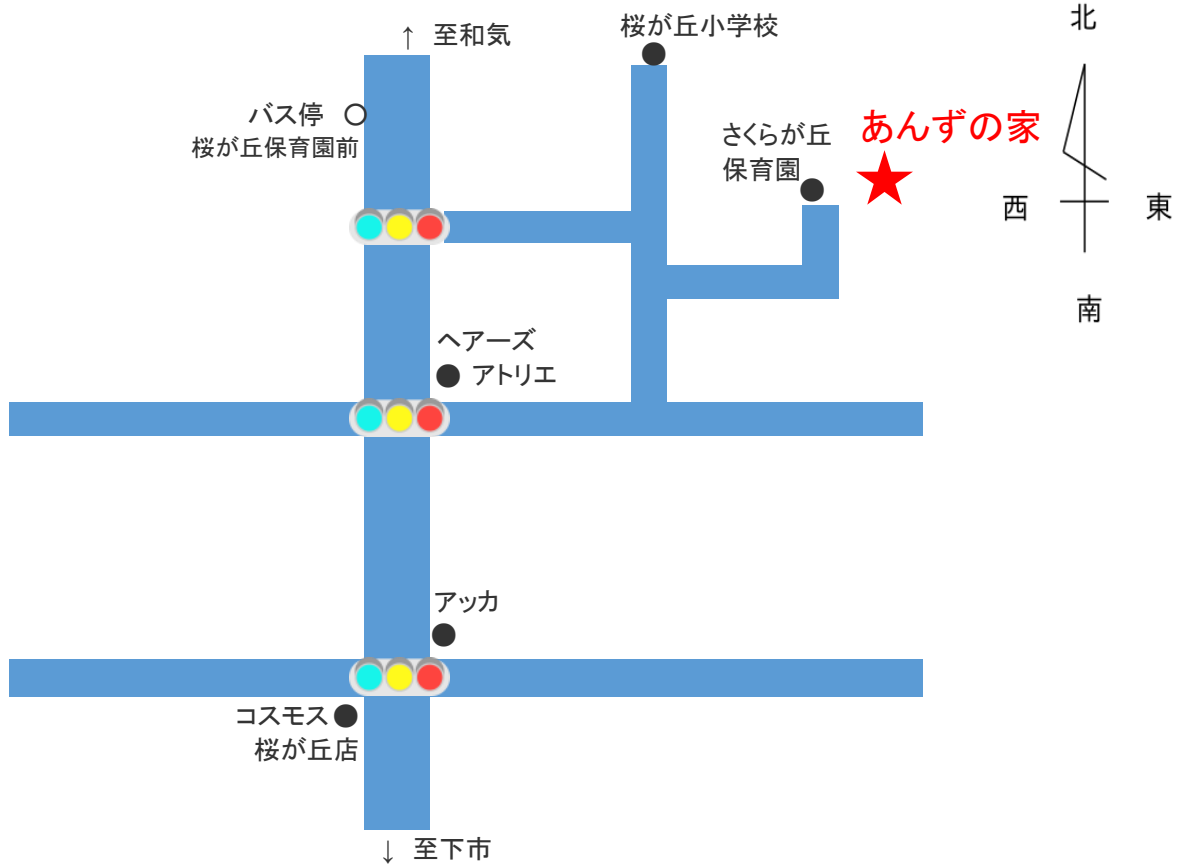 ↑ 至和気
桜が丘小学校
北
バス停
桜が丘保育園前
さくらが丘
保育園
あんずの家
西
東
南
ヘアーズ
アトリエ
アッカ
コスモス
桜が丘店
↓ 至下市